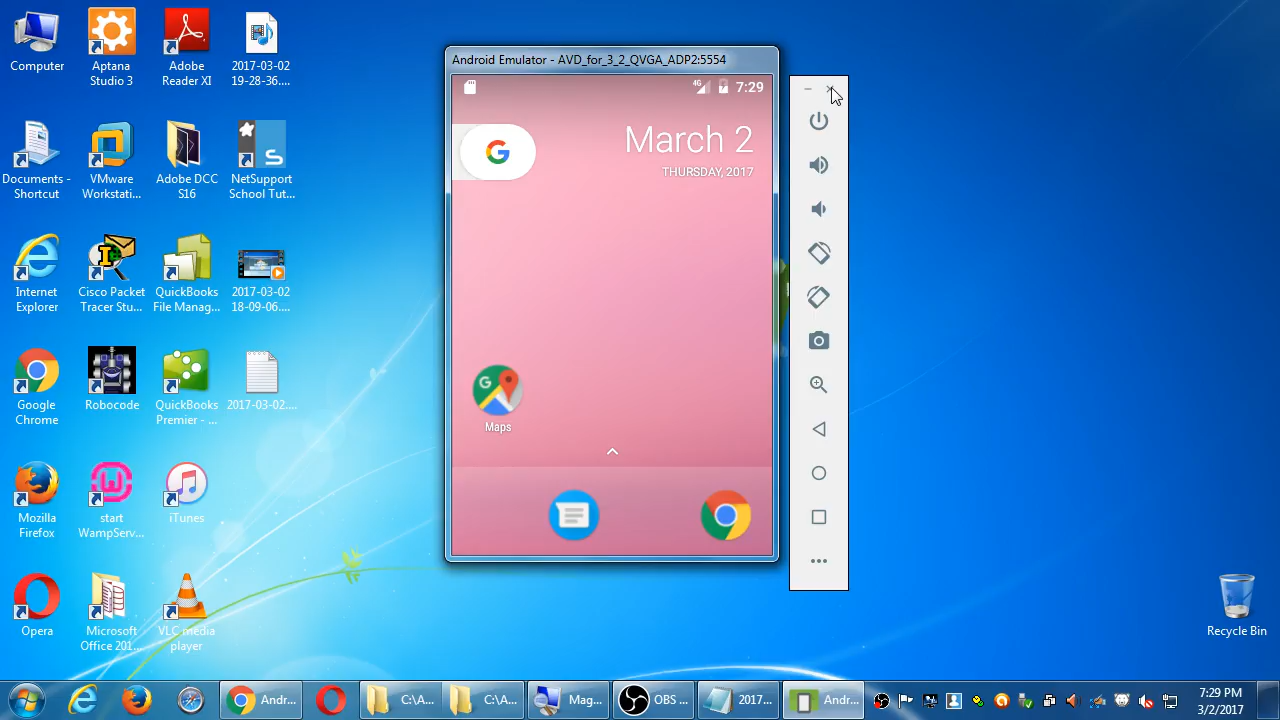 Computer
Aptana
Studio 3
Adobe
Reader XI
2017-03-02
19-28-36....
Documents -
Shortcut
VMware
Workstati...
Adobe DCC
S16
NetSupport
School Tut...
Internet
Explorer
Cisco Packet
Tracer Stu...
QuickBooks
File Manag...
2017-03-02
18-09-06....
Google
Chrome
Robocode
QuickBooks
Premier - ...
2017-03-02....
Mozilla
Firefox
start
WampServ...
iTunes
Opera
Microsoft
Office 201...
VLC media
player
Android Emulator - AVD_for_3_2_QVGA_ADP2:5554
4G
7:29
March 2
THURSDAY, 2017
Maps
Recycle Bin
Andr...
C:\A...
C:\A...
Mag...
OBS ...
2017...
Andr...
7:29 PM
3/2/2017